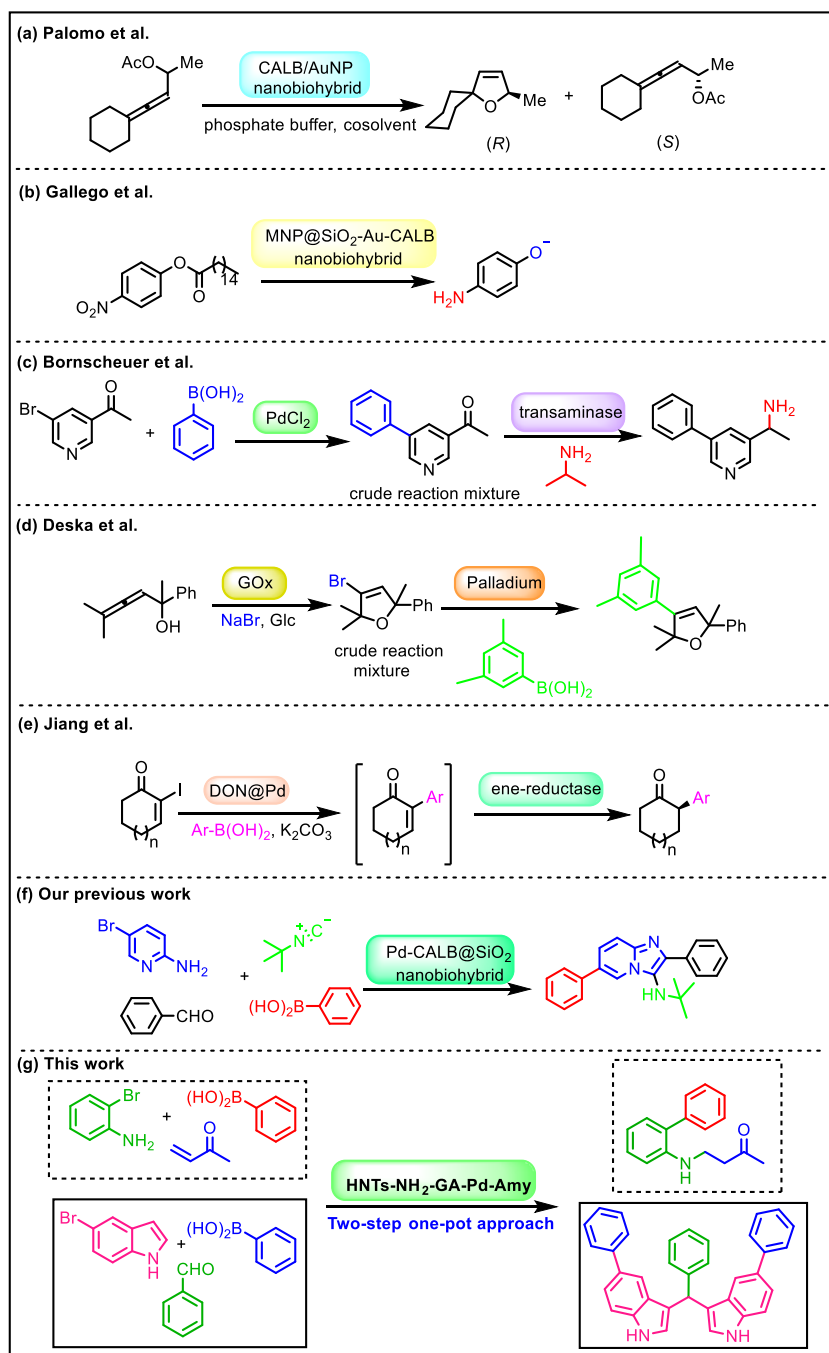 (a) Palomo et al.
AcO
Me
CALB/AuNP
nanobiohybrid
phosphate buffer, cosolvent
O
Me
(R)
+
Me
OAc
(S)
(b) Gallego et al.
O
O
14
O₂N
MNP@SiO₂-Au-CALB
nanobiohybrid
O⁻
H₂N
(c) Bornscheuer et al.
Br
O
N
+
B(OH)₂
PdCl₂
O
N
crude reaction mixture
transaminase
NH₂
NH₂
N
(d) Deska et al.
Me
Ph
OH
GOx
NaBr, Glc
Br
O
Ph
crude reaction
mixture
Palladium
B(OH)₂
O
Ph
(e) Jiang et al.
O
I
( )n
DON@Pd
Ar-B(OH)₂, K₂CO₃
O
Ar
( )n
ene-reductase
O
Ar
( )n
(f) Our previous work
Br
N
NH₂
CHO
+
N:C
+ −
(HO)₂B
Pd-CALB@SiO₂
nanobiohybrid
N
N
HN
(g) This work
Br
NH₂
+
(HO)₂B
O
Br
N
H
+
(HO)₂B
CHO
HNTs-NH₂-GA-Pd-Amy
Two-step one-pot approach
N
H
O
HN
NH